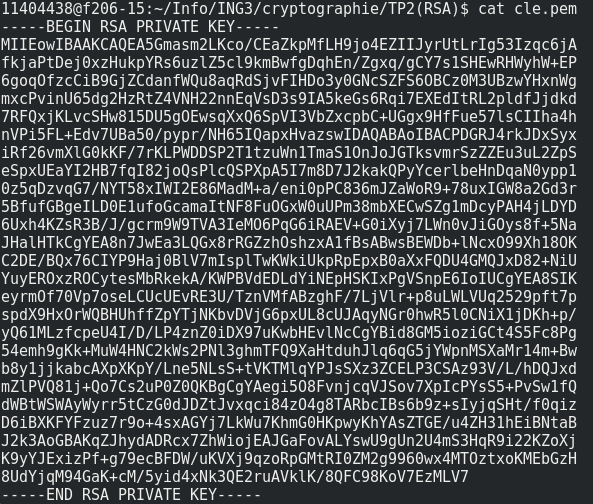 11404438@f206-15:~/Info/ING3/cryptographie/TP2(RSA)$ cat cle.pem
-----BEGIN RSA PRIVATE KEY-----
MIIEowIBAAKCAQEA5Gmasm2LKco/CEaZkpMfLH9jo4EZIIJyrUtLrIg53Izqc6jA
fkjaPtDej0xzHukpYRs6uzlZ5cl9kmBwfgDqhEn/Zgxq/gCY7s1SHEwRHWyhW+EP
6goqOfzcCiB9GjZCdanfWQu8aqRdSjvFIHDo3y0GNcSZFS6OBCz0M3UBzwYHxnWg
mxcPvinU65dg2HzRtZ4VNH22nnEqVsD3s9IA5keGs6Rqi7EXEdItRL2pldfJjdkd
7RFQxjKLvcSHw815DU5gOEwsqXxQ6SpVI3VbZxcpbC+UGgx9HfFue57lsCIIha4h
nVPi5FL+Edv7UBa50/pypr/NH65IQapxHvazswIDAQABAoIBACPDGRJ4rkJDxSyx
iRf26vmXlG0kKF/7rKLPWDDSP2T1tzuWn1TmaS1OnJoJGTksvmrSzZZEu3uL2ZpS
eSpxUEaYI2HB7fqI82joQsPlcQSPXpA5I7m8D7J2kakQPyYcerlbeHnDqaN0ypp1
0z5qDzvqG7/NYT58xIWI2E86MadM+a/eni0pPC836mJZaWoR9+78uxIGW8a2Gd3r
5BfufGBgeILD0E1ufoGcamaItNF8FuOGxW0uUPm38mbXECwSZg1mDcyPAH4jLDYD
6Uxh4KZsR3B/J/gcrm9W9TVA3IeMO6PqG6iRAEV+G0iXyj7LWn0vJiGOys8f+5Na
JHalHTkCgYEA8n7JwEa3LQGx8rRGZzhOshzxA1fBsABwsBEWDb+lNcxO99Xh18OK
C2DE/BQx76CIYP9Haj0BlV7mIsplTwKWkiUkpRpEpxB0aXxFQDU4GMQJxD82+NiU
YuyEROxzROCytesMbRkekA/KWPBVdEDLdYiNEpHSKIxPgVSnpE6IoIUCgYEA8SIK
eyrmOf70Vp7oseLCUcUEvRE3U/TznVMfABzghF/7LjVlr+p8uLWLVUq2529pft7p
spdX9HxOrWQBHUhffZpYTjNKbvDVjG6pxUL8cUJAqyNGr0hwR5l0CNiX1jDKh+p/
yQ61MLzfcpeU4I/D/LP4znZ0iDX97uKwbHEvlNcCgYBid8GM5ioziGCt4S5Fc8Pg
54emh9gKk+MuW4HNC2kWs2PNl3ghmTFQ9XaHtduhJlq6qG5jYWpnMSXaMr14m+Bw
b8y1jjkabcAXpXKpY/Lne5NLsS+tVKTMlqYPJsSXz3ZCELP3CSAz93V/L/hDQJxd
mZlPVQ81j+Qo7Cs2uP0Z0QKBgCgYAegi5O8FvnjcqVJSov7XpIcPYsS5+PvSw1fQ
dWBtWSWAyWyrr5tCzG0dJDZtJvxqci84zO4g8TARbcIBs6b9z+sIyjqSHt/f0qiz
D6iBXKFYFzuz7r9o+4sxAGYj7LkWu7KhmG0HKpwyKhYAsZTGE/u4ZH31hEiBNtaB
J2k3AoGBAKqZJhydADRcx7ZhWiojEAJGaFovALYswU9gUn2U4mS3HqR9i22KZoXj
K9yYJExizPf+g79ecBFDW/uKVXj9qzoRpGMtRI0ZM2g9960wx4MTOztxoKMEbGzH
8UdYjqM94GaK+cM/5yid4xNk3QE2ruAVklK/8QFC98KoV7EzMLV7
-----END RSA PRIVATE KEY-----